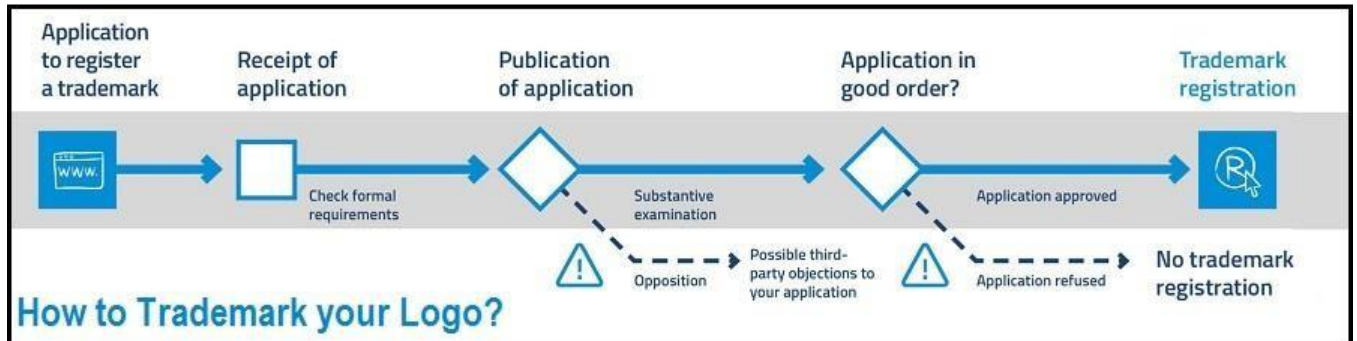 Application
to register
a trademark
Receipt of
application
Publication
of application
Application in
good order?
Trademark
registration
www.
R
Check formal
requirements
Substantive
examination
Application approved
Opposition
Possible third-
party objections to
your application
Application refused
No trademark
registration
How to Trademark your Logo?